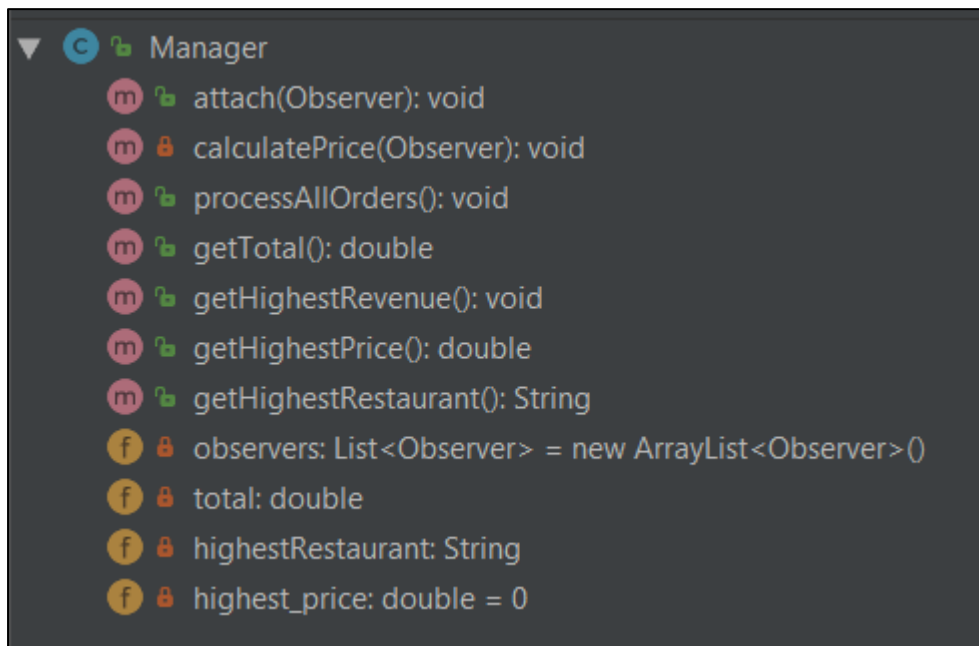 C Manager
m attach(Observer): void
m calculatePrice(Observer): void
m processAllOrders(): void
m getTotal(): double
m getHighestRevenue(): void
m getHighestPrice(): double
m getHighestRestaurant(): String
f observers: List<Observer> = new ArrayList<Observer>()
f total: double
f highestRestaurant: String
f highest_price: double = 0